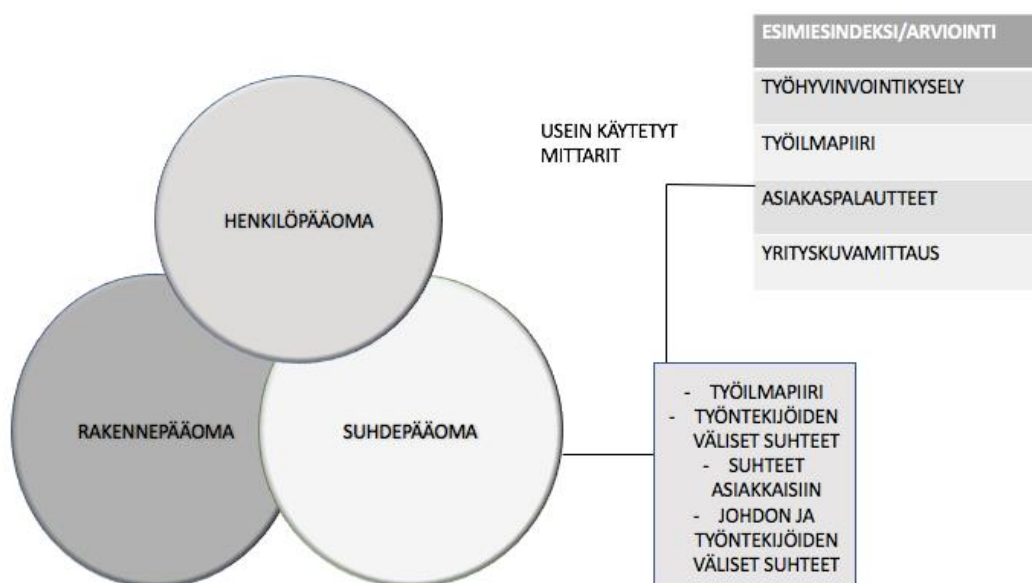 HENKILÖPÄÄOMA
RAKENNEPÄÄOMA
SUHDEPÄÄOMA
USEIN KÄYTETYT
MITTARIT
ESIMIESINDEKSI/ARVIOINTI
TYÖHYVINVOINTIKYSELY
TYÖILMAPIIRI
ASIAKASPALAUTTEET
YRITYSKUVAMITTAUS
- TYÖILMAPIIRI
- TYÖNTEKIJÖIDEN
VÄLISET SUHTEET
- SUHTEET
ASIAKKAISIIN
- JOHDON JA
TYÖNTEKIJÖIDEN
VÄLISET SUHTEET